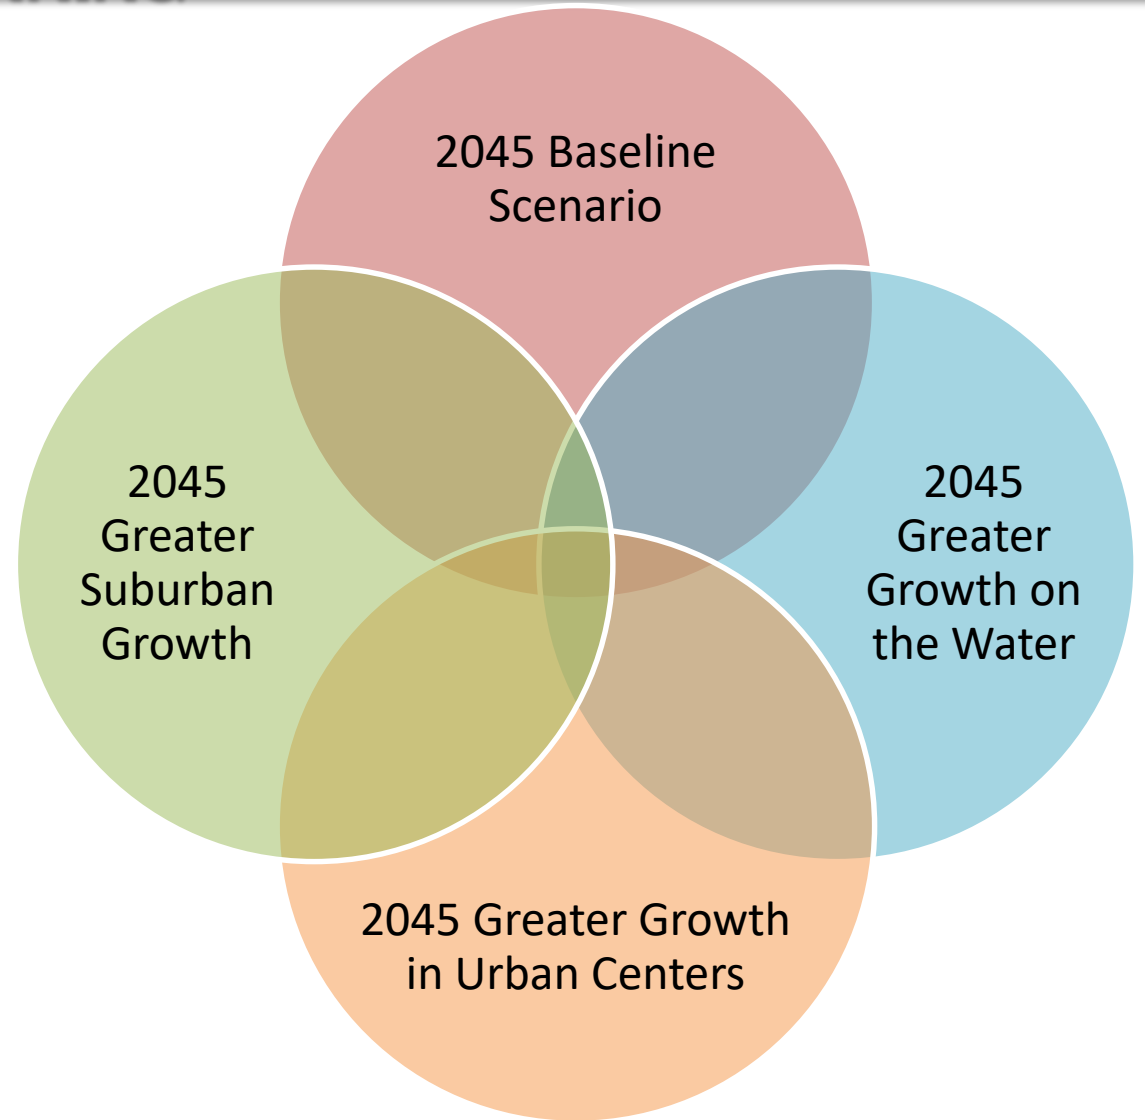 2045 Baseline
Scenario
2045
Greater
Suburban
Growth
2045
Greater
Growth on
the Water
2045 Greater Growth
in Urban Centers